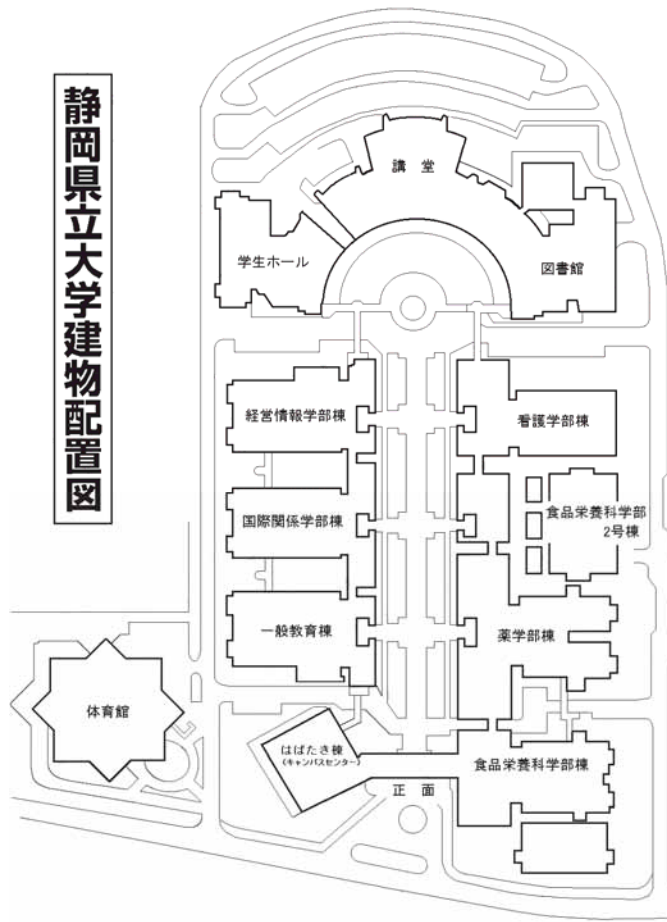 静岡県立大学建物配置図
講 堂
学生ホール
図書館
経営情報学部棟
看護学部棟
国際関係学部棟
食品栄養科学部
2号棟
一般教育棟
薬学部棟
体育館
はばたき棟
(キャンパスセンター)
食品栄養科学部棟
正 面